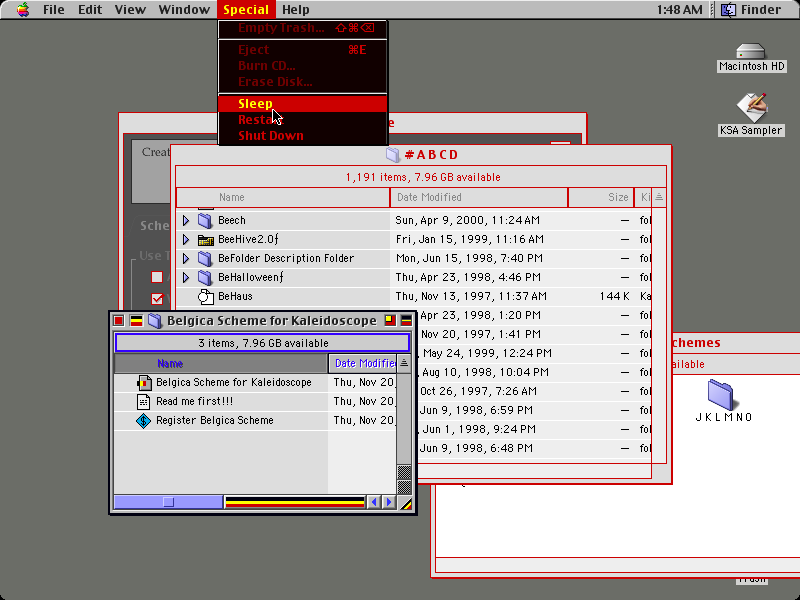 File Edit View Window Special Help 1:48 AM Finder
Empty Trash... ⇧⌘⌫
Eject ⌘E
Burn CD...
Erase Disk...
Sleep
Resta
Shut Down
Macintosh HD
KSA Sampler
e
Creat
Sche
Use T
#ABCD
1,191 items, 7.96 GB available
Name Date Modified Size Ki
Beech Sun, Apr 9, 2000, 11:24 AM — fol
BeeHive2.0ƒ Fri, Jan 15, 1999, 11:16 AM — fol
BeFolder Description Folder Mon, Jun 15, 1998, 7:40 PM — fol
BeHalloweenƒ Thu, Apr 23, 1998, 4:46 PM — fol
BeHaus Thu, Nov 13, 1997, 11:37 AM 144 K Ka
Apr 23, 1998, 1:20 PM — fol
Nov 20, 1997, 1:41 PM — fol
, May 24, 1999, 12:24 PM — fol
Aug 10, 1998, 10:04 PM — fol
Oct 26, 1997, 7:26 AM — fol
Jun 9, 1998, 6:59 PM — fol
, Jun 1, 1998, 9:24 PM — fol
Jun 9, 1998, 6:48 PM — fol
Belgica Scheme for Kaleidoscope
3 items, 7.96 GB available
Name Date Modifie
Belgica Scheme for Kaleidoscope Thu, Nov 20,
Read me first!!! Thu, Nov 20,
Register Belgica Scheme Thu, Nov 20,
chemes
ailable
J K L M N O
Trash